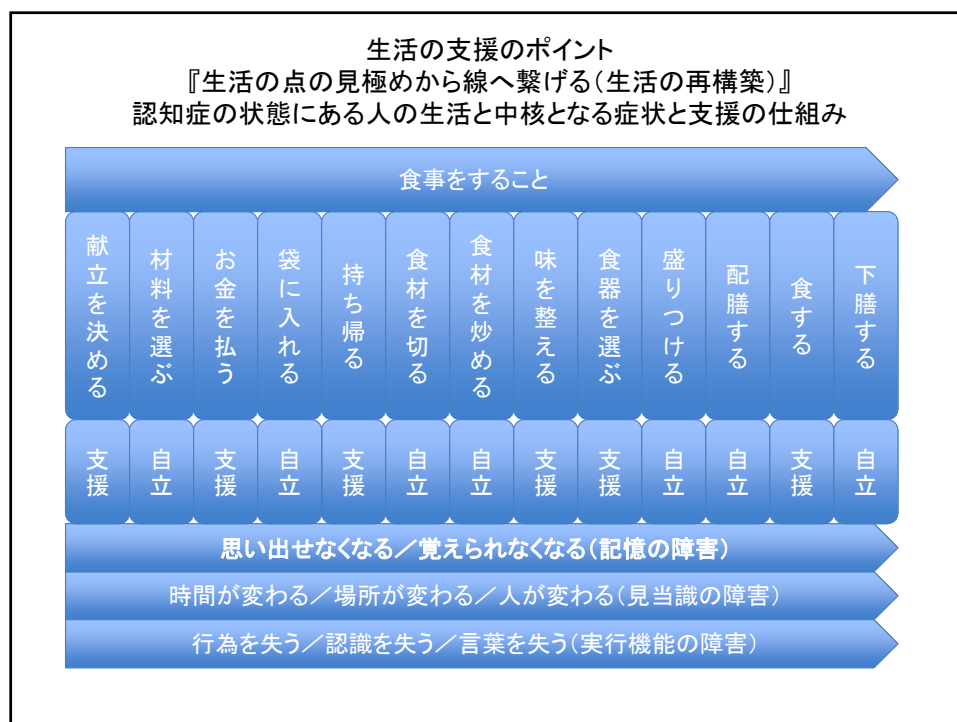 生活の支援のポイント
『生活の点の見極めから線へ繋げる(生活の再構築)』
認知症の状態にある人の生活と中核となる症状と支援の仕組み
食事をすること
献立を決める
材料を選ぶ
お金を払う
袋に入れる
持ち帰る
食材を切る
食材を炒める
味を整える
食器を選ぶ
盛りつける
配膳する
食する
下膳する
支援
自立
支援
自立
支援
自立
自立
支援
支援
自立
自立
支援
自立
思い出せなくなる/覚えられなくなる(記憶の障害)
時間が変わる/場所が変わる/人が変わる(見当識の障害)
行為を失う/認識を失う/言葉を失う(実行機能の障害)